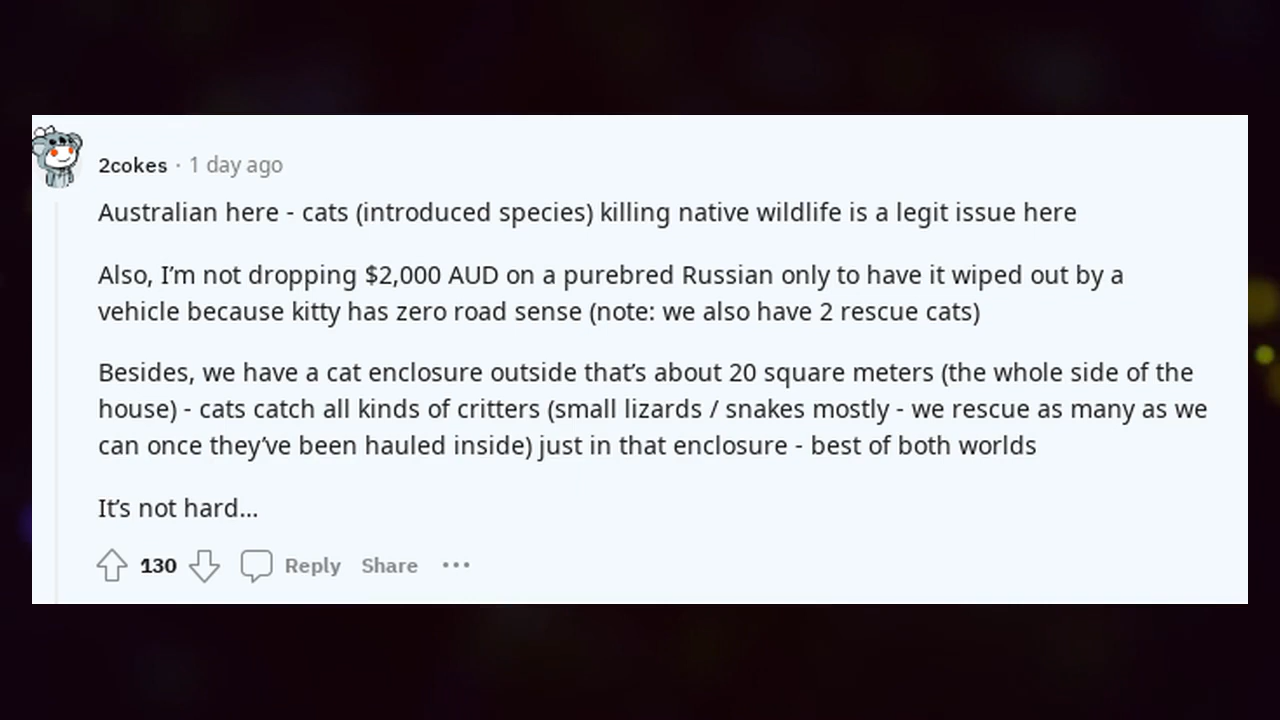 2cokes · 1 day ago
Australian here - cats (introduced species) killing native wildlife is a legit issue here
Also, I’m not dropping $2,000 AUD on a purebred Russian only to have it wiped out by a
vehicle because kitty has zero road sense (note: we also have 2 rescue cats)
Besides, we have a cat enclosure outside that’s about 20 square meters (the whole side of the
house) - cats catch all kinds of critters (small lizards / snakes mostly - we rescue as many as we
can once they’ve been hauled inside) just in that enclosure - best of both worlds
It’s not hard...
130 Reply Share ···